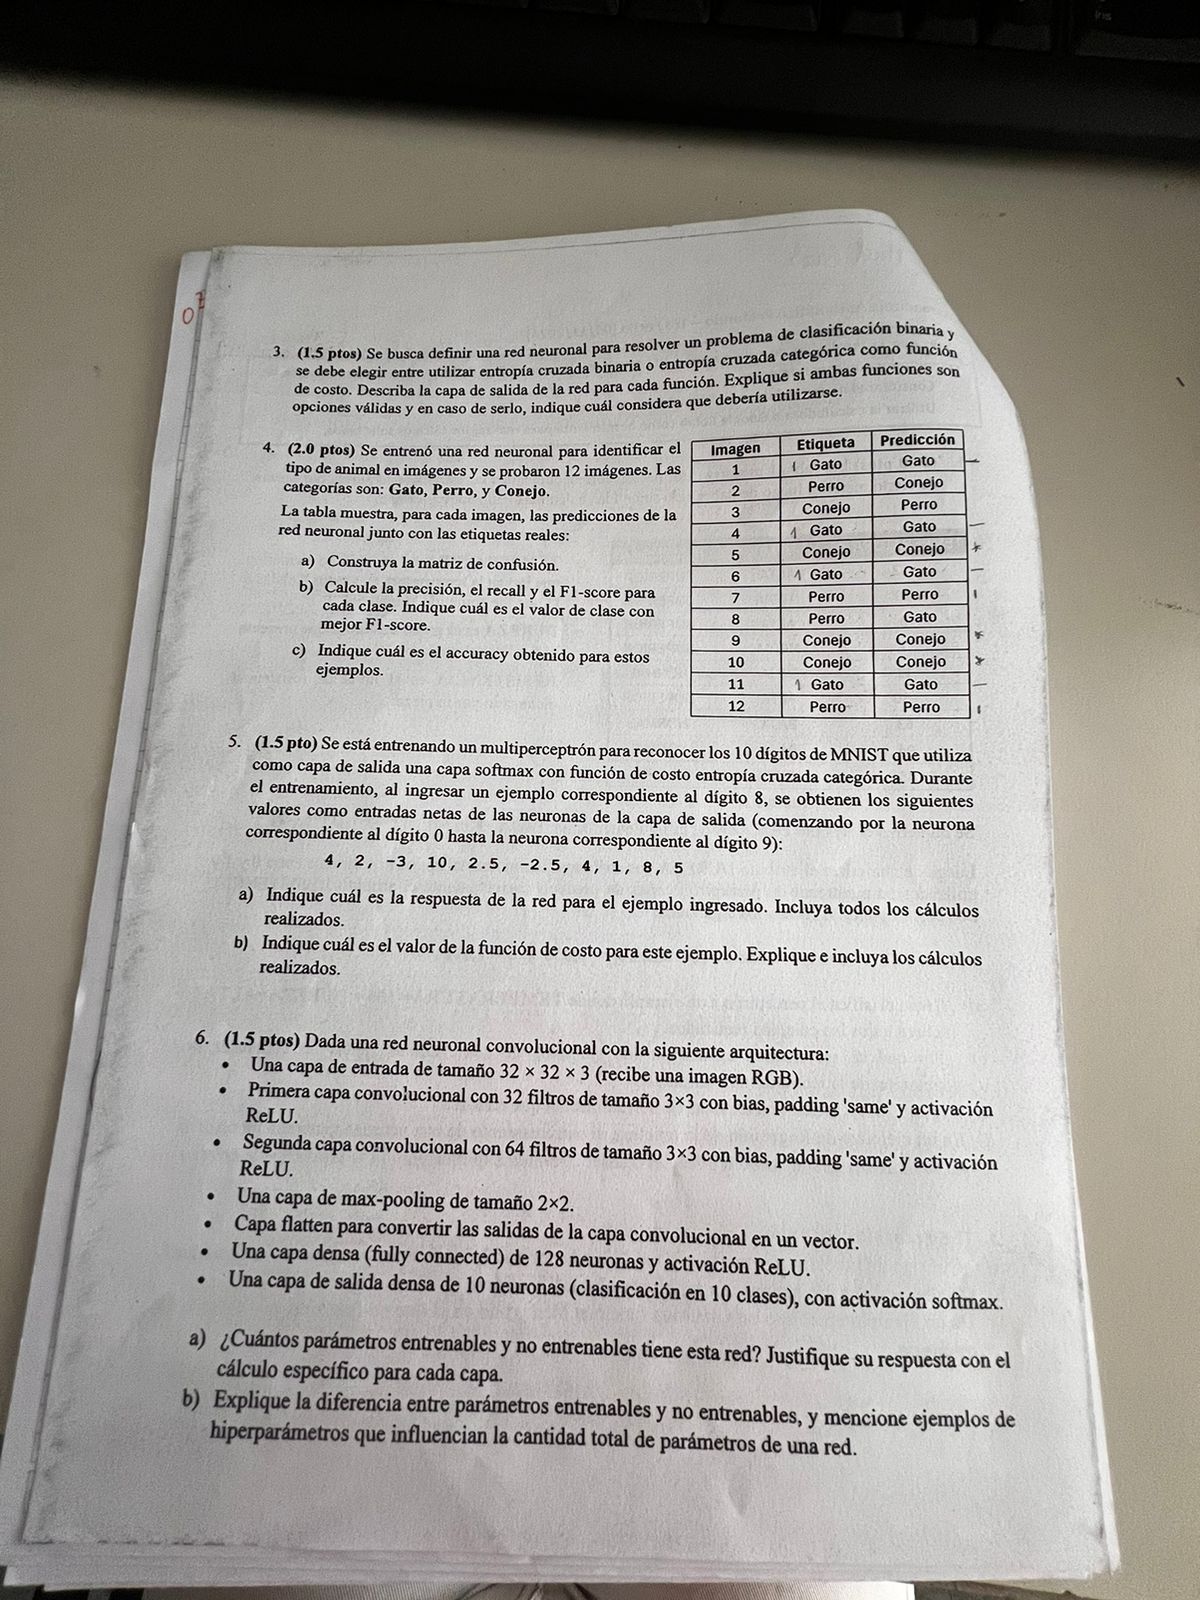 07
3. (1.5 ptos) Se busca definir una red neuronal para resolver un problema de clasificación binaria y
se debe elegir entre utilizar entropía cruzada binaria o entropía cruzada categórica como función
de costo. Describa la capa de salida de la red para cada función. Explique si ambas funciones son
opciones válidas y en caso de serlo, indique cuál considera que debería utilizarse.
4. (2.0 ptos) Se entrenó una red neuronal para identificar el
tipo de animal en imágenes y se probaron 12 imágenes. Las
categorías son: Gato, Perro, y Conejo.
La tabla muestra, para cada imagen, las predicciones de la
red neuronal junto con las etiquetas reales:
a) Construya la matriz de confusión.
b) Calcule la precisión, el recall y el F1-score para
cada clase. Indique cuál es el valor de clase con
mejor F1-score.
c) Indique cuál es el accuracy obtenido para estos
ejemplos.
Imagen Etiqueta Predicción
1 Gato Gato
2 Perro Conejo
3 Conejo Perro
4 Gato Gato
5 Conejo Conejo
6 Gato Gato
7 Perro Perro
8 Perro Gato
9 Conejo Conejo
10 Conejo Conejo
11 Gato Gato
12 Perro Perro
5. (1.5 pto) Se está entrenando un multiperceptrón para reconocer los 10 dígitos de MNIST que utiliza
como capa de salida una capa softmax con función de costo entropía cruzada categórica. Durante
el entrenamiento, al ingresar un ejemplo correspondiente al dígito 8, se obtienen los siguientes
valores como entradas netas de las neuronas de la capa de salida (comenzando por la neurona
correspondiente al dígito 0 hasta la neurona correspondiente al dígito 9):
4, 2, -3, 10, 2.5, -2.5, 4, 1, 8, 5
a) Indique cuál es la respuesta de la red para el ejemplo ingresado. Incluya todos los cálculos
realizados.
b) Indique cuál es el valor de la función de costo para este ejemplo. Explique e incluya los cálculos
realizados.
6. (1.5 ptos) Dada una red neuronal convolucional con la siguiente arquitectura:
• Una capa de entrada de tamaño 32 × 32 × 3 (recibe una imagen RGB).
• Primera capa convolucional con 32 filtros de tamaño 3×3 con bias, padding 'same' y activación
ReLU.
• Segunda capa convolucional con 64 filtros de tamaño 3×3 con bias, padding 'same' y activación
ReLU.
• Una capa de max-pooling de tamaño 2×2.
• Capa flatten para convertir las salidas de la capa convolucional en un vector.
• Una capa densa (fully connected) de 128 neuronas y activación ReLU.
• Una capa de salida densa de 10 neuronas (clasificación en 10 clases), con activación softmax.
a) ¿Cuántos parámetros entrenables y no entrenables tiene esta red? Justifique su respuesta con el
cálculo específico para cada capa.
b) Explique la diferencia entre parámetros entrenables y no entrenables, y mencione ejemplos de
hiperparámetros que influencian la cantidad total de parámetros de una red.